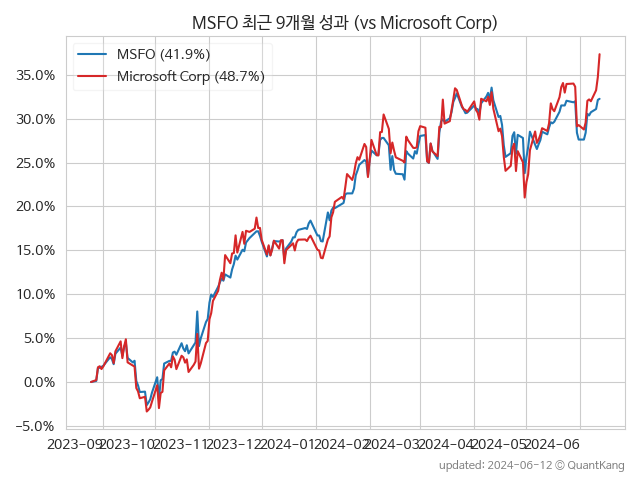 MSFO 최근 9개월 성과 (vs Microsoft Corp)
MSFO (41.9%)
Microsoft Corp (48.7%)
35.0%
30.0%
25.0%
20.0%
15.0%
10.0%
5.0%
0.0%
−5.0%
2023-09 2023-10 2023-11 2023-12 2024-01 2024-02 2024-03 2024-04 2024-05 2024-06
updated: 2024-06-12 © QuantKang